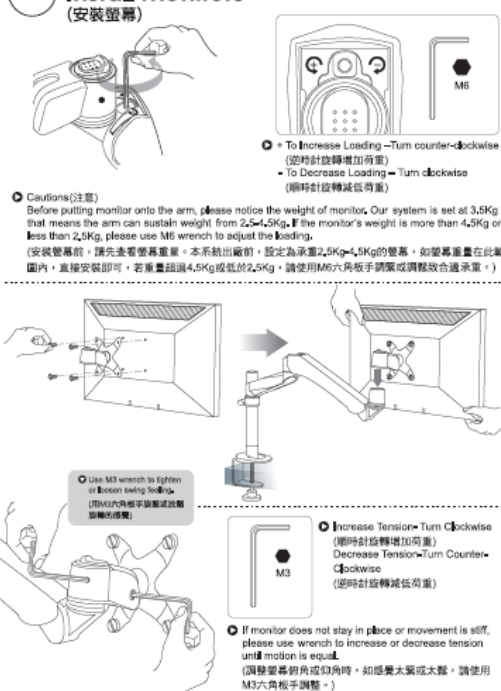 (安裝螢幕)
M6
+ To Increase Loading –Turn counter-clockwise
(逆時計旋轉增加荷重)
- To Decrease Loading – Turn clockwise
(順時計旋轉減低荷重)
Cautions(注意)
Before putting monitor onto the arm, please notice the weight of monitor. Our system is set at 3.5Kg
that means the arm can sustain weight from 2.5-4.5Kg. If the monitor's weight is more than 4.5Kg or
less than 2.5Kg, please use M6 wrench to adjust the loading.
(安裝螢幕前，請先查看螢幕重量。本系統出廠前，設定為承重2.5Kg-4.5Kg的螢幕，如螢幕重量在此範
圍內，直接安裝即可，若重量超過4.5Kg或低於2.5Kg，請使用M6六角板手調緊或調鬆致合適承重。)
Use M3 wrench to tighten
or loosen swing feeling.
(用M3六角板手旋緊或放鬆
旋轉的感覺)
M3
Increase Tension- Turn Clockwise
(順時計旋轉增加荷重)
Decrease Tension-Turn Counter-
Clockwise
(逆時計旋轉減低荷重)
If monitor does not stay in place or movement is stiff,
please use wrench to increase or decrease tension
until motion is equal.
(調整螢幕俯角或仰角時，如感覺太緊或太鬆，請使用
M3六角板手調整。)